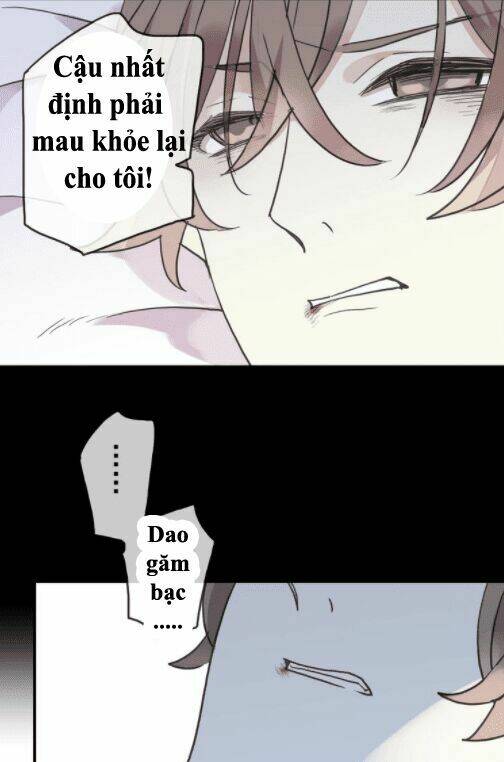 Cậu nhất
định phải
mau khỏe lại
cho tôi!
......
Dao
găm
bạc
.....